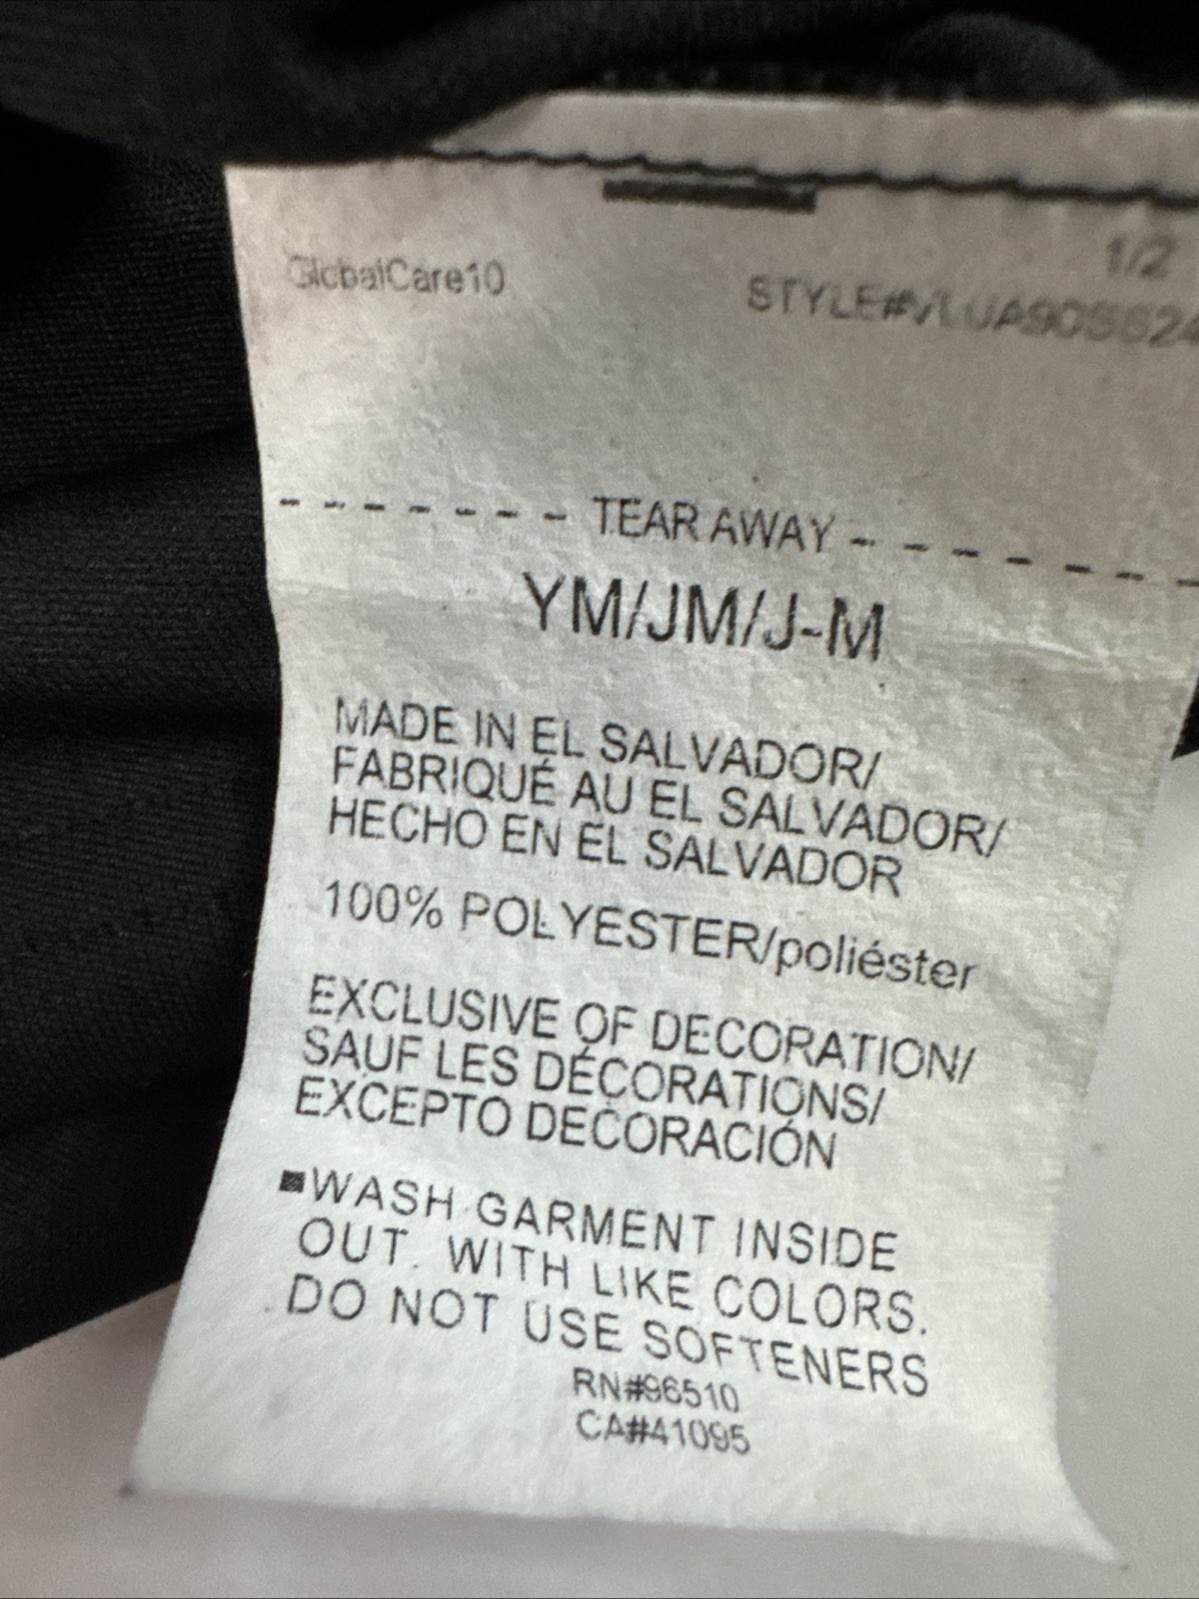 1/2
GlobalCare10
TEAR AWAY
YM/JM/J-M
MADE IN EL SALVADOR/
FABRIQUÉ AU EL SALVADOR/
HECHO EN EL SALVADOR
100% POLYESTER/poliéster
EXCLUSIVE OF DECORATION/
SAUF LES DÉCORATIONS/
EXCEPTO DECORACIÓN
▪WASH GARMENT INSIDE
OUT. WITH LIKE COLORS.
DO NOT USE SOFTENERS
RN#96510
CA#41095